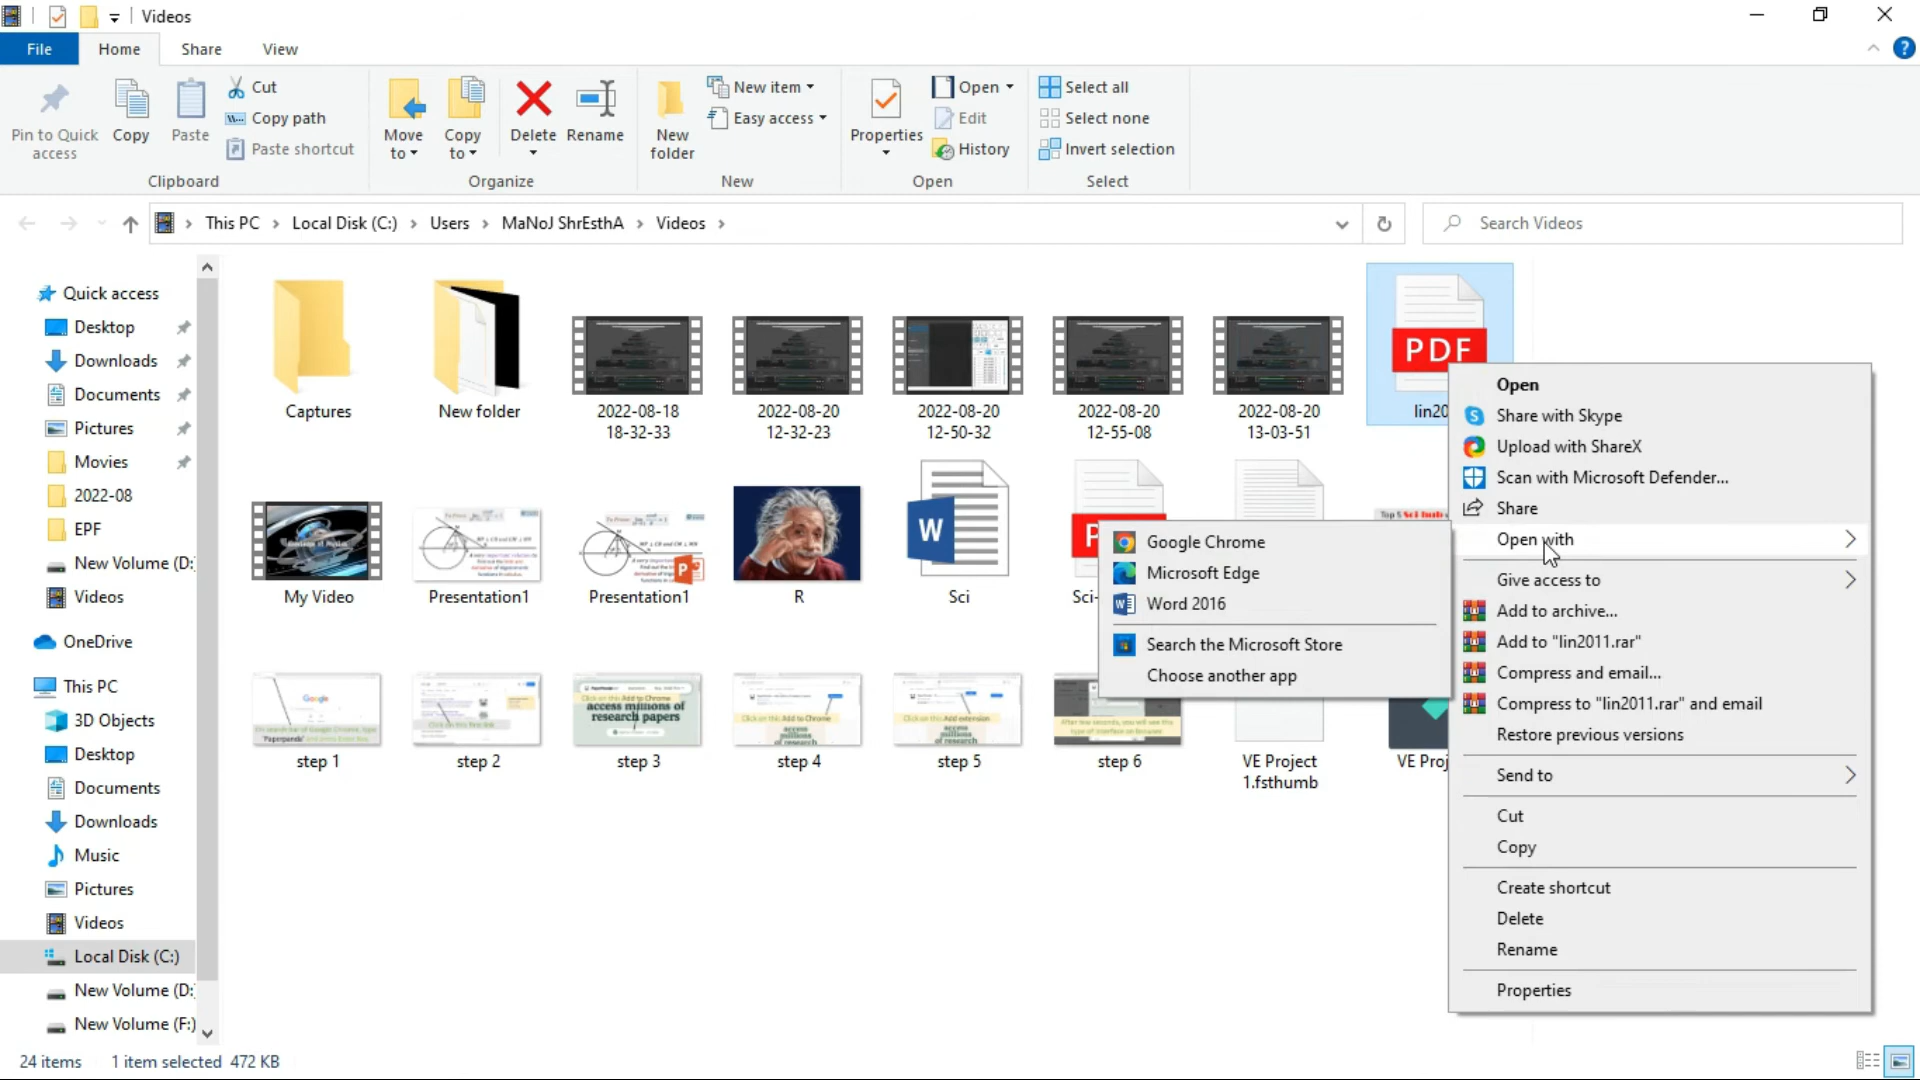 Videos
File Home Share View
Pin to Quick access
Copy
Paste
Cut
Copy path
Paste shortcut
Clipboard
Move to
Copy to
Delete
Rename
Organize
New folder
New item
Easy access
New
Properties
Open
Edit
History
Open
Select all
Select none
Invert selection
Select
This PC Local Disk (C:) Users MaNoJ ShrEsthA Videos
Search Videos
Quick access
Desktop
Downloads
Documents
Pictures
Movies
2022-08
EPF
New Volume (D:
Videos
OneDrive
This PC
3D Objects
Desktop
Documents
Downloads
Music
Pictures
Videos
Local Disk (C:)
New Volume (D:
New Volume (F:)
Captures
New folder
2022-08-18
18-32-33
2022-08-20
12-32-23
2022-08-20
12-50-32
2022-08-20
12-55-08
2022-08-20
13-03-51
PDF
lin20
My Video
Presentation1
Presentation1
R
W
Sci
Sci-
step 1
step 2
access millions of
research papers
step 3
step 4
step 5
step 6
VE Project
1.fsthumb
VE Proj
Open
Share with Skype
Upload with ShareX
Scan with Microsoft Defender...
Share
Open with
Give access to
Add to archive...
Add to "lin2011.rar"
Compress and email...
Compress to "lin2011.rar" and email
Restore previous versions
Send to
Cut
Copy
Create shortcut
Delete
Rename
Properties
Google Chrome
Microsoft Edge
Word 2016
Search the Microsoft Store
Choose another app
24 items 1 item selected 472 KB